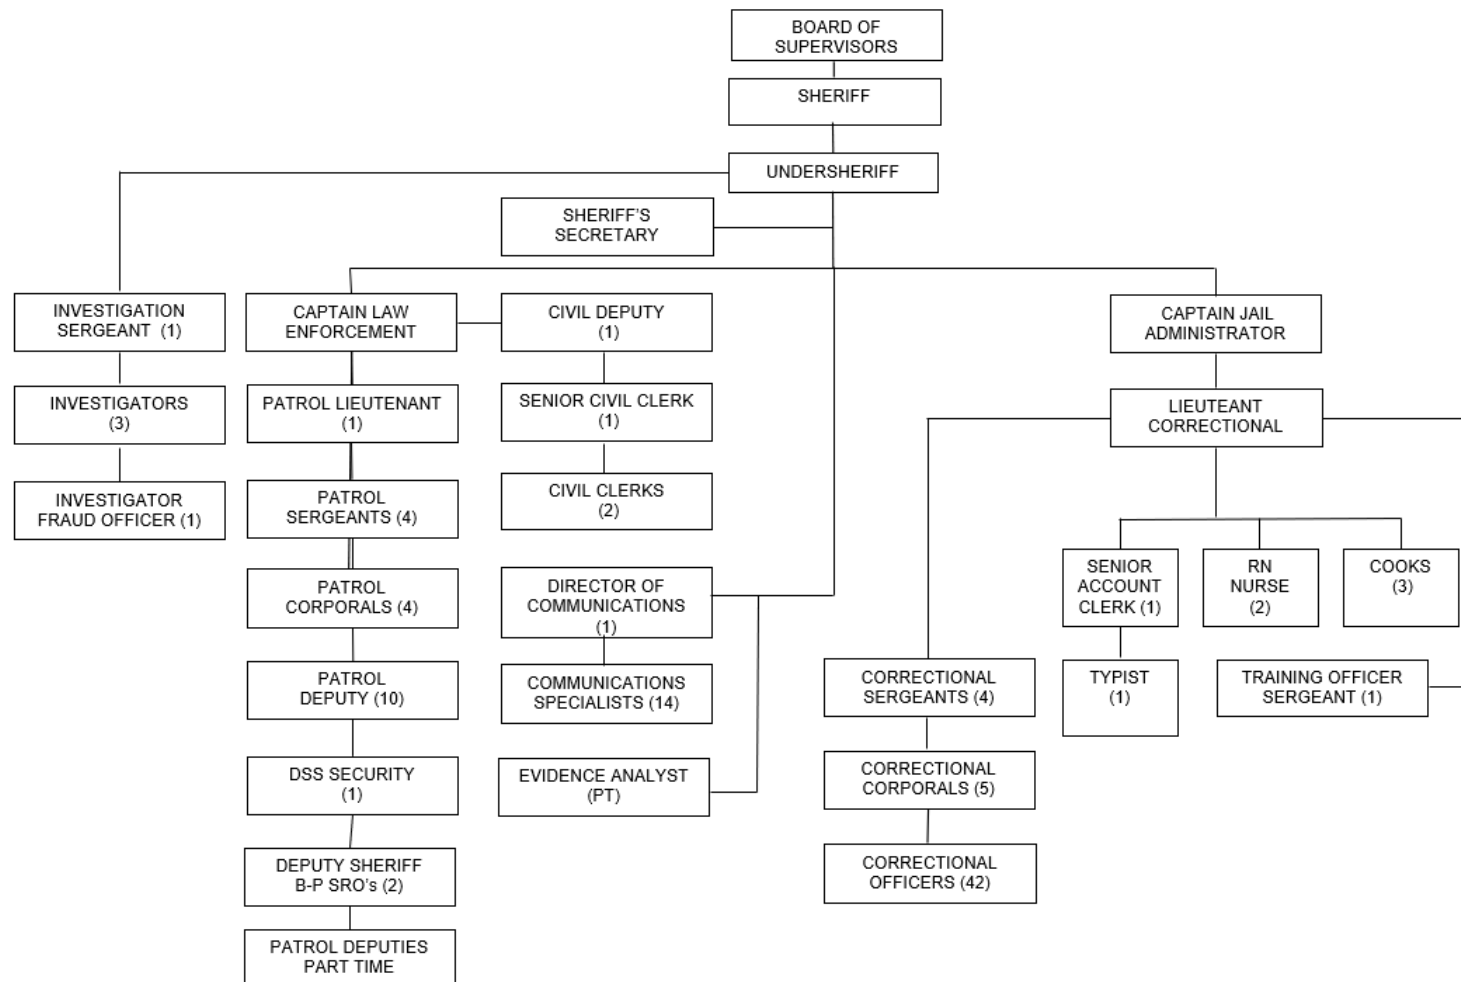 BOARD OF
SUPERVISORS
SHERIFF
UNDERSHERIFF
SHERIFF'S
SECRETARY
INVESTIGATION
SERGEANT (1)
CAPTAIN LAW
ENFORCEMENT
CIVIL DEPUTY
(1)
CAPTAIN JAIL
ADMINISTRATOR
INVESTIGATORS
(3)
PATROL LIEUTENANT
(1)
SENIOR CIVIL CLERK
(1)
LIEUTEANT
CORRECTIONAL
INVESTIGATOR
FRAUD OFFICER (1)
PATROL
SERGEANTS (4)
CIVIL CLERKS
(2)
PATROL
CORPORALS (4)
DIRECTOR OF
COMMUNICATIONS
(1)
SENIOR
ACCOUNT
CLERK (1)
RN
NURSE
(2)
COOKS
(3)
PATROL
DEPUTY (10)
COMMUNICATIONS
SPECIALISTS (14)
CORRECTIONAL
SERGEANTS (4)
TYPIST
(1)
TRAINING OFFICER
SERGEANT (1)
DSS SECURITY
(1)
EVIDENCE ANALYST
(PT)
CORRECTIONAL
CORPORALS (5)
DEPUTY SHERIFF
B-P SRO's (2)
CORRECTIONAL
OFFICERS (42)
PATROL DEPUTIES
PART TIME